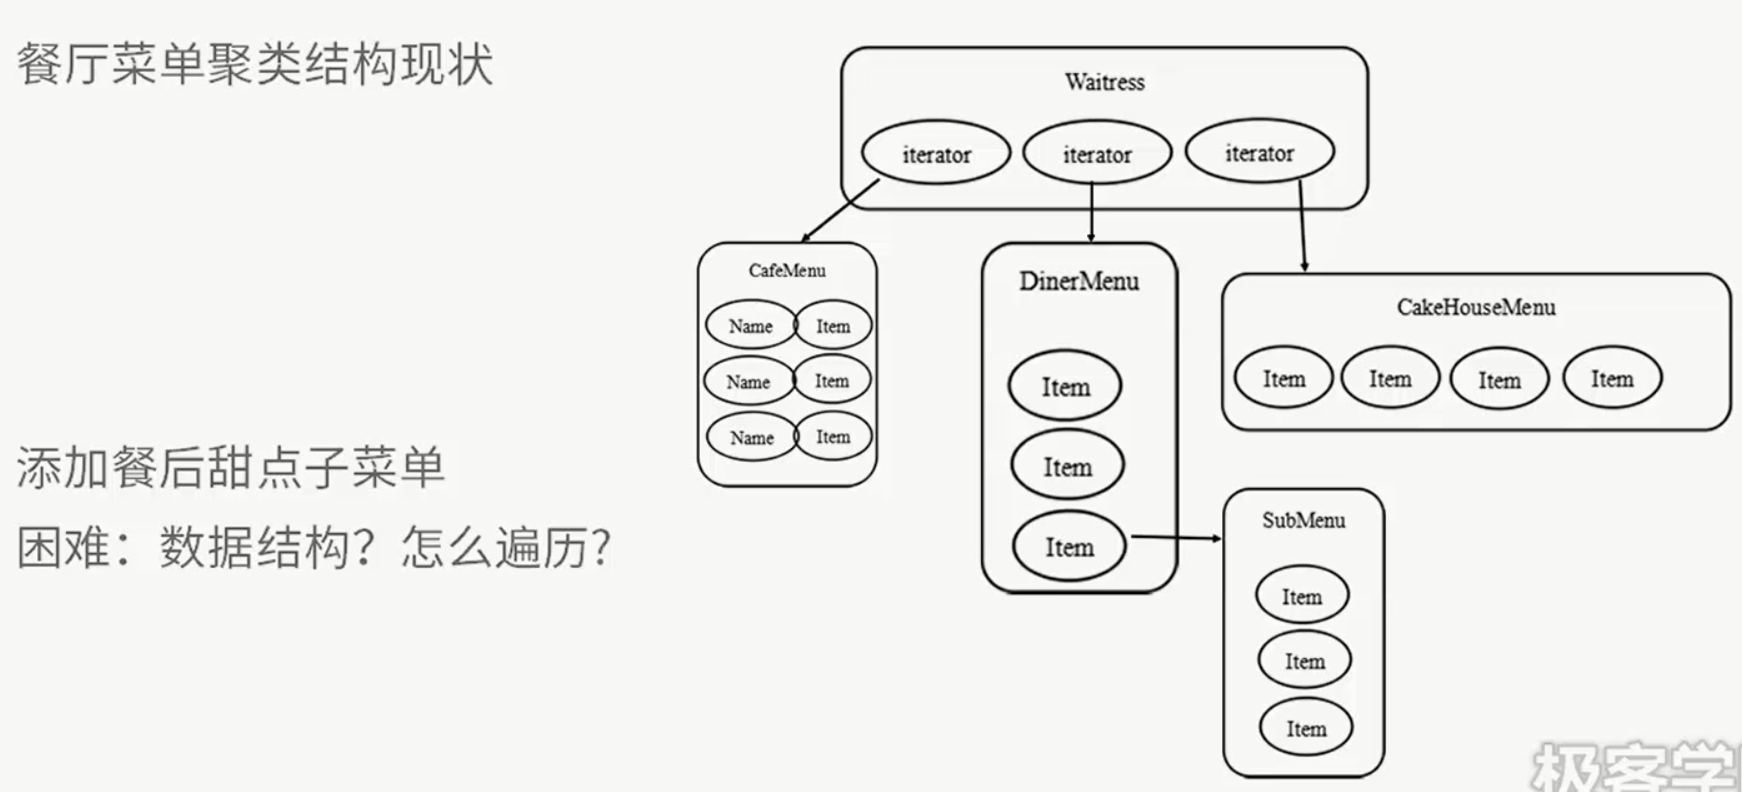 餐厅菜单聚类结构现状
Waitress
iterator iterator iterator
CafeMenu
Name Item
Name Item
Name Item
DinerMenu
Item
Item
Item
CakeHouseMenu
Item Item Item Item
SubMenu
Item
Item
Item
添加餐后甜点子菜单
困难：数据结构？怎么遍历？
极客学